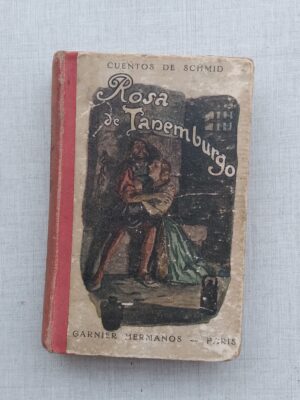 CUENTOS DE SCHMID
Rosa
de Tanemburgo
GARNIER HERMANOS — PARIS